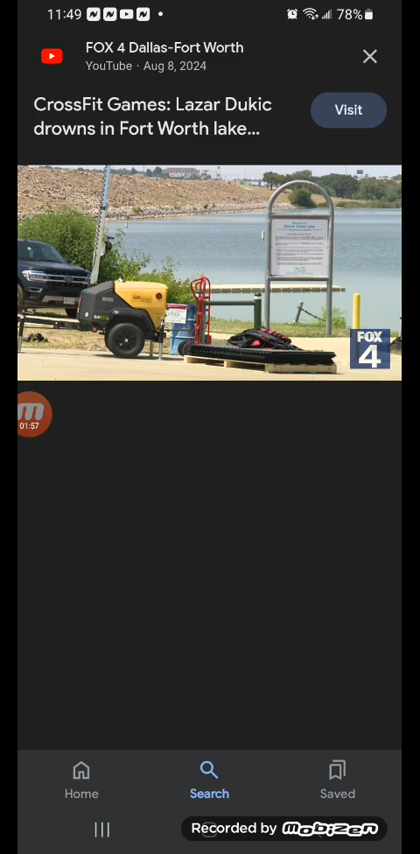 11:49
78%
FOX 4 Dallas-Fort Worth
YouTube · Aug 8, 2024
CrossFit Games: Lazar Dukic
drowns in Fort Worth lake...
Visit
FOX
4
01:57
Home
Search
Saved
Recorded by mobizen